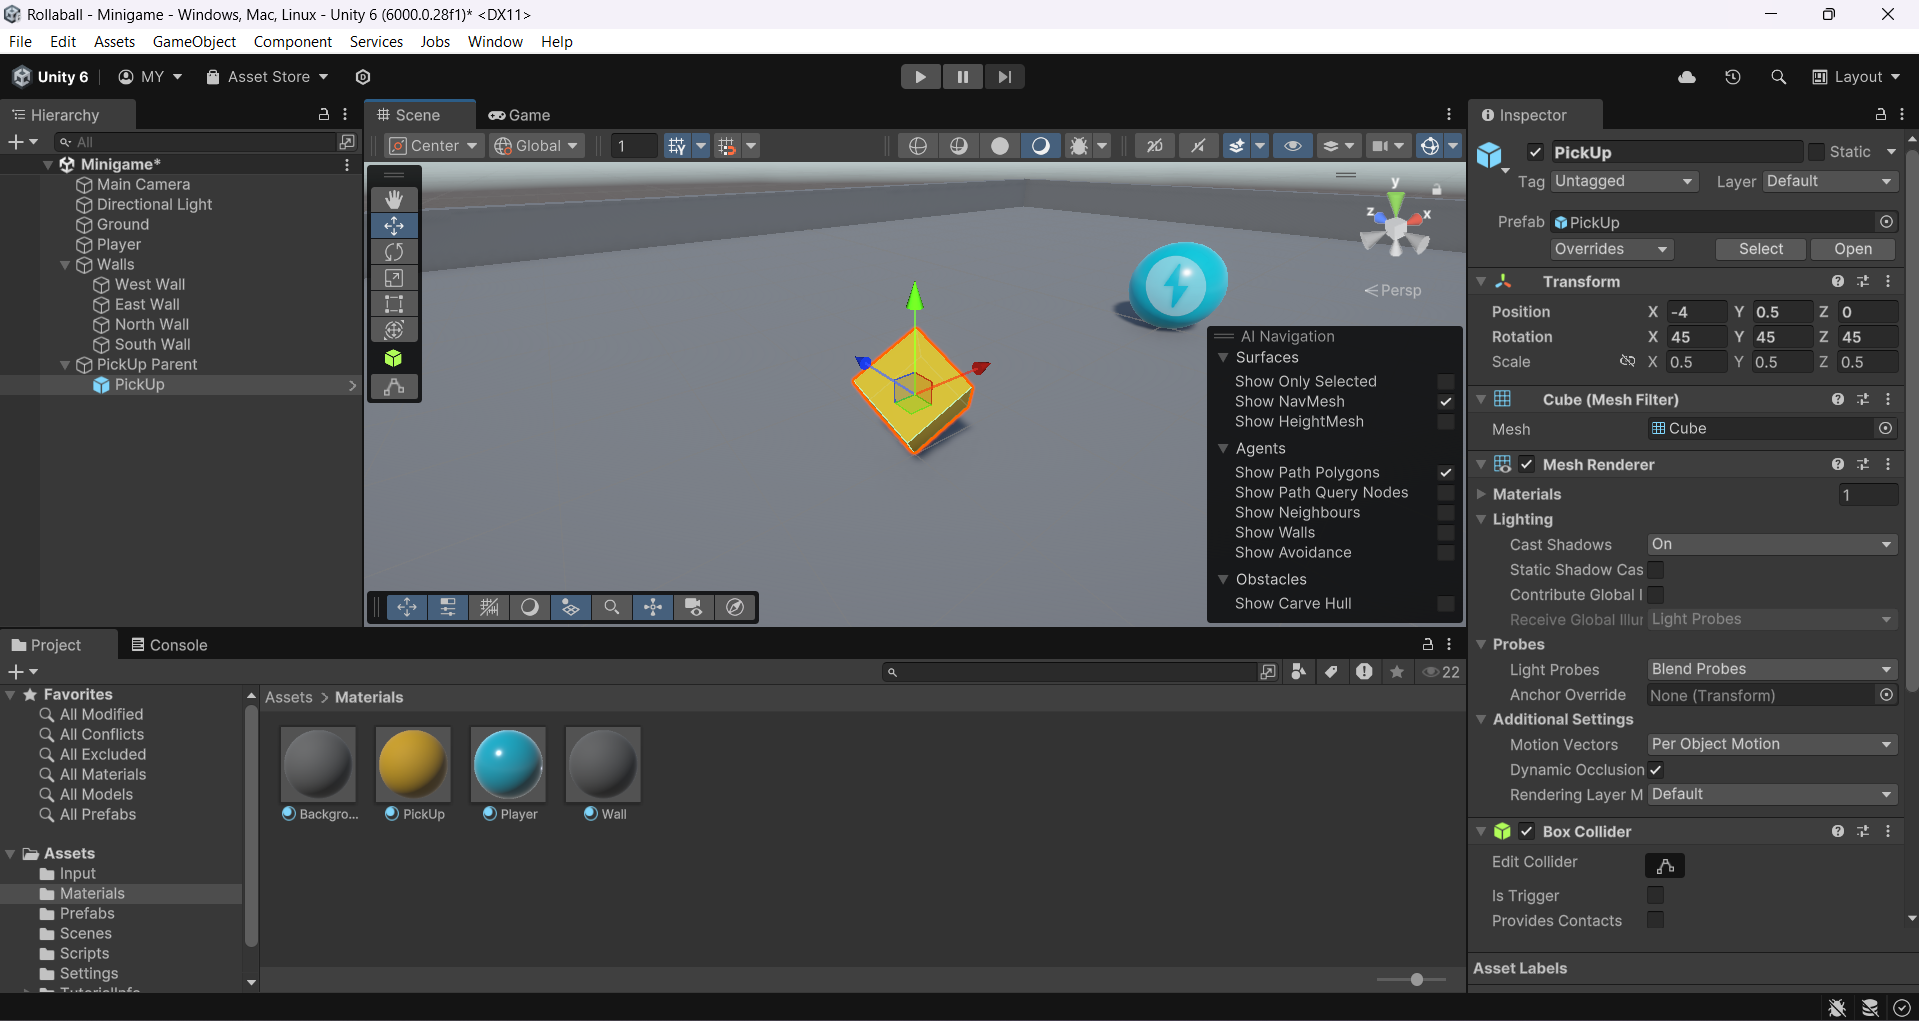 Rollaball - Minigame - Windows, Mac, Linux - Unity 6 (6000.0.28f1)* <DX11>
File Edit Assets GameObject Component Services Jobs Window Help
Unity 6 MY Asset Store Layout
Hierarchy
All
Minigame*
Main Camera
Directional Light
Ground
Player
Walls
West Wall
East Wall
North Wall
South Wall
PickUp Parent
PickUp
Scene Game
Center Global 1 2D
y
z x
Persp
AI Navigation
Surfaces
Show Only Selected
Show NavMesh
Show HeightMesh
Agents
Show Path Polygons
Show Path Query Nodes
Show Neighbours
Show Walls
Show Avoidance
Obstacles
Show Carve Hull
Inspector
PickUp Static
Tag Untagged Layer Default
Prefab PickUp
Overrides Select Open
Transform
Position X -4 Y 0.5 Z 0
Rotation X 45 Y 45 Z 45
Scale X 0.5 Y 0.5 Z 0.5
Cube (Mesh Filter)
Mesh Cube
Mesh Renderer
Materials 1
Lighting
Cast Shadows On
Static Shadow Cas
Contribute Global I
Receive Global Illur Light Probes
Probes
Light Probes Blend Probes
Anchor Override None (Transform)
Additional Settings
Motion Vectors Per Object Motion
Dynamic Occlusion
Rendering Layer M Default
Box Collider
Edit Collider
Is Trigger
Provides Contacts
Asset Labels
Project Console
22
Favorites
All Modified
All Conflicts
All Excluded
All Materials
All Models
All Prefabs
Assets
Input
Materials
Prefabs
Scenes
Scripts
Settings
Assets > Materials
Backgro... PickUp Player Wall